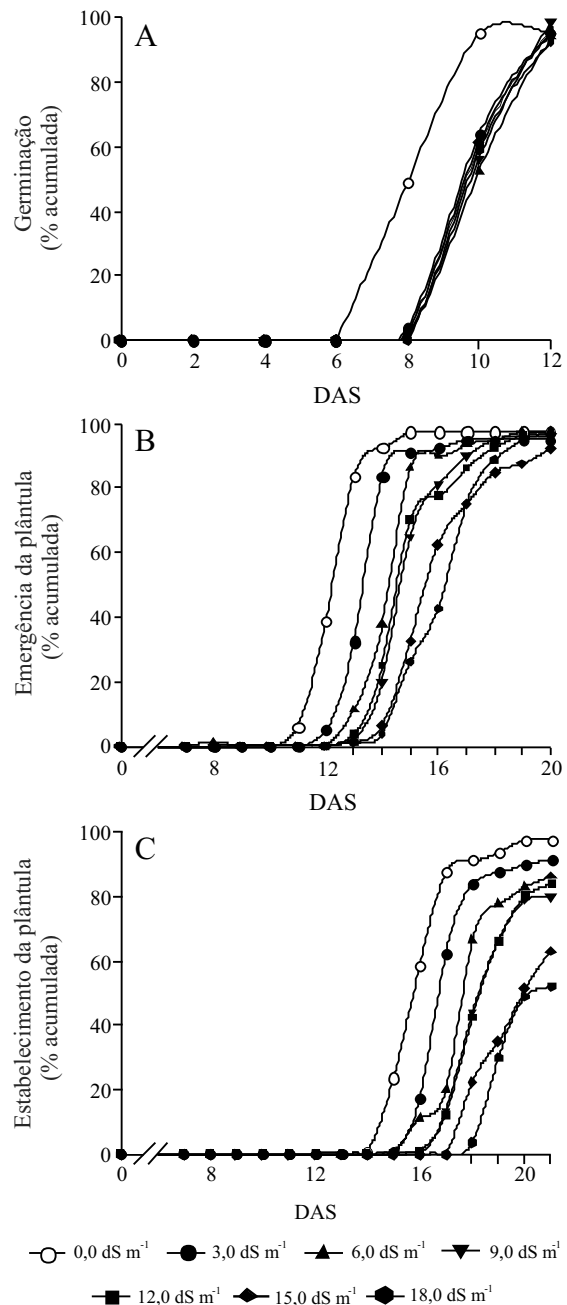 A
Germinação
(% acumulada)
100
80
60
40
20
0
0 2 4 6 8 10 12
DAS
B
Emergência da plântula
(% acumulada)
100
80
60
40
20
0
0 8 12 16 20
DAS
C
Estabelecimento da plântula
(% acumulada)
100
80
60
40
20
0
0 8 12 16 20
DAS
0,0 dS m⁻¹ 3,0 dS m⁻¹ 6,0 dS m⁻¹ 9,0 dS m⁻¹
12,0 dS m⁻¹ 15,0 dS m⁻¹ 18,0 dS m⁻¹